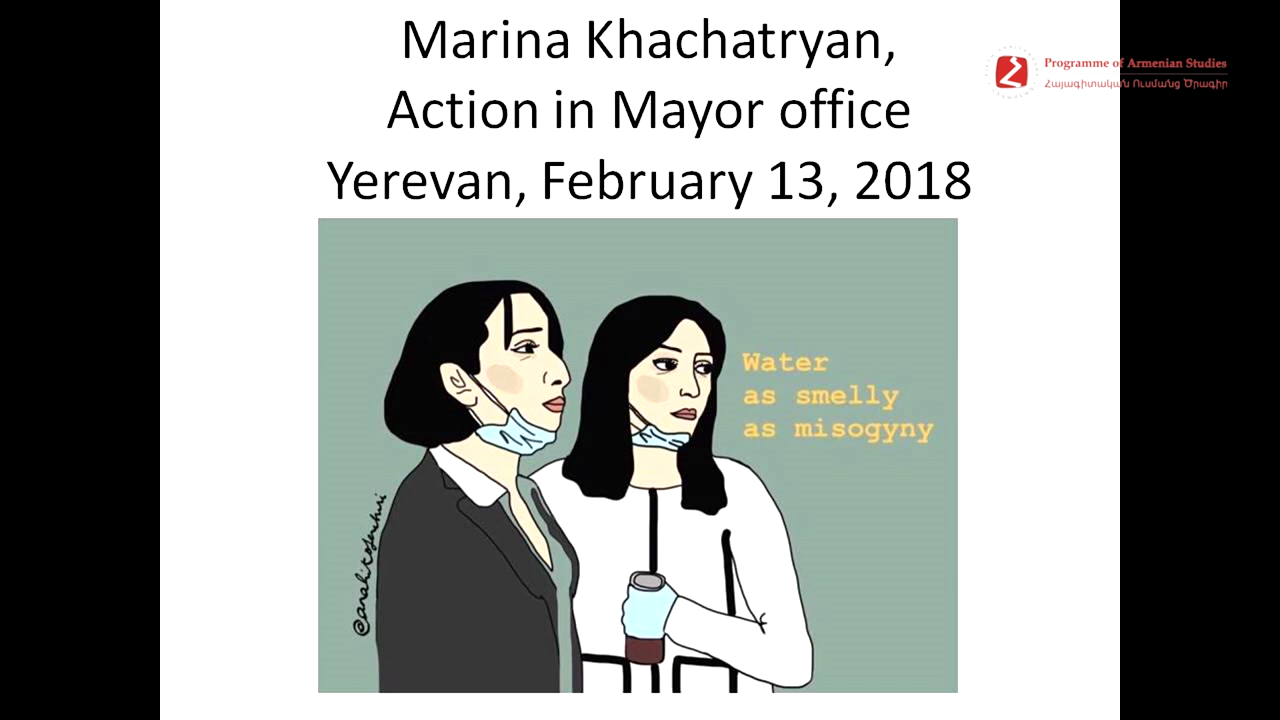 Marina Khachatryan,
Action in Mayor office
Yerevan, February 13, 2018
Programme of Armenian Studies
Հայագիտական Ուսմանց Ծրագիր
Water
as smelly
as misogyny